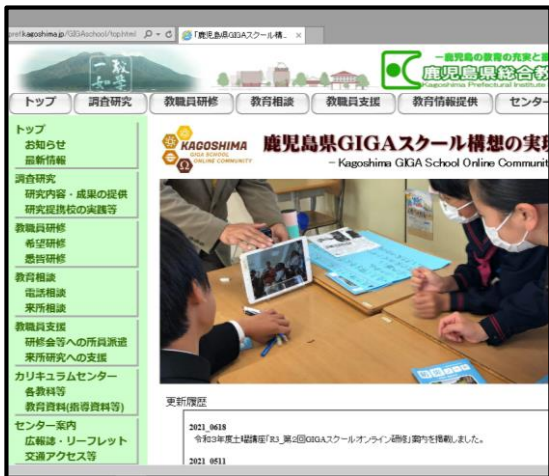 pref.kagoshima.jp/GIGAschool/top.html
「鹿児島県GIGAスクール構...
一鹿児島の教育の充実と
鹿児島県総合教
Kagoshima Prefectural Institute
トップ 調査研究 教職員研修 教育相談 教職員支援 教育情報提供 センター
トップ
お知らせ
最新情報
調査研究
研究内容・成果の提供
研究提携校の実践等
教職員研修
希望研修
悉皆研修
教育相談
電話相談
来所相談
教職員支援
研修会等への所員派遣
来所研究への支援
カリキュラムセンター
各教科等
教育資料(指導資料等)
センター案内
広報誌・リーフレット
交通アクセス等
KAGOSHIMA
GIGA SCHOOL
ONLINE COMMUNITY
鹿児島県GIGAスクール構想の実現
- Kagoshima GIGA School Online Communit
更新履歴
2021_0618
令和3年度土曜講座「R3_第2回GIGAスクールオンライン研修」案内を掲載しました。
2021_0511